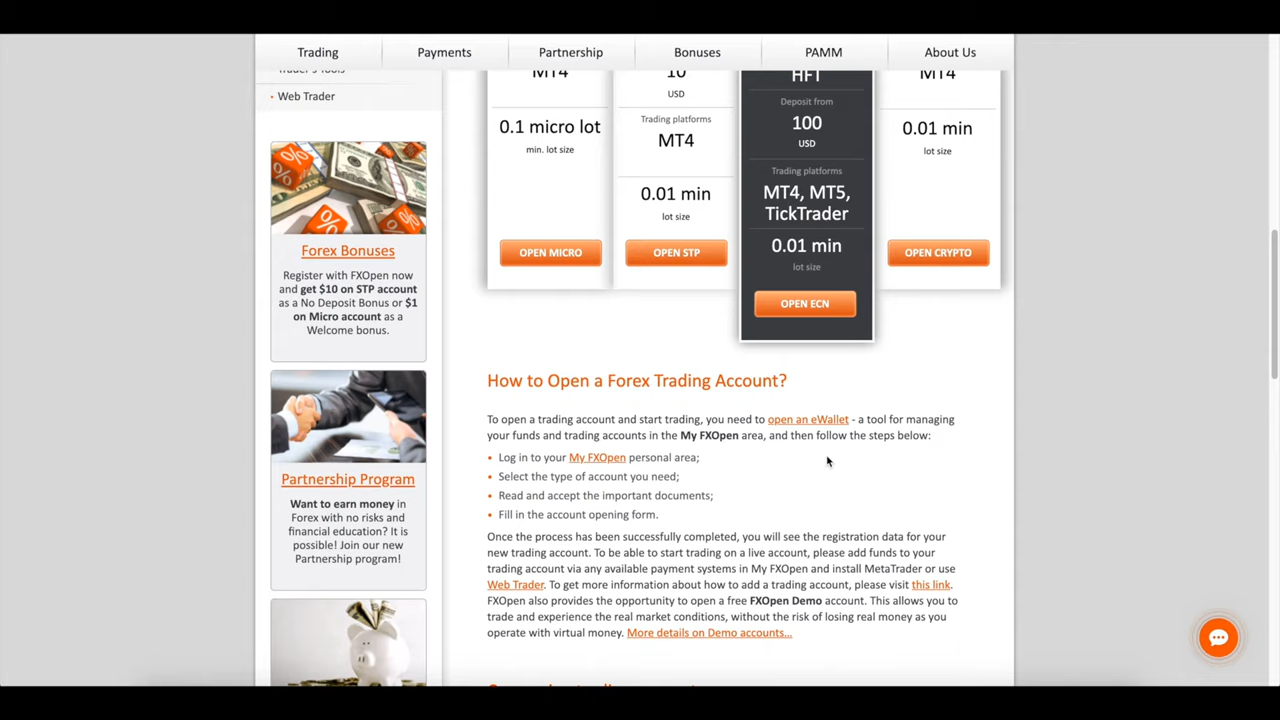 Trading
Payments
Partnership
Bonuses
PAMM
About Us
Trader's Tools
Web Trader
Forex Bonuses
Register with FXOpen now
and get $10 on STP account
as a No Deposit Bonus or $1
on Micro account as a
Welcome bonus.
Partnership Program
Want to earn money in
Forex with no risks and
financial education? It is
possible! Join our new
Partnership program!
MT4
0.1 micro lot
min. lot size
OPEN MICRO
10
USD
Trading platforms
MT4
0.01 min
lot size
OPEN STP
HFT
Deposit from
100
USD
Trading platforms
MT4, MT5,
TickTrader
0.01 min
lot size
OPEN ECN
MT4
0.01 min
lot size
OPEN CRYPTO
How to Open a Forex Trading Account?
To open a trading account and start trading, you need to open an eWallet - a tool for managing
your funds and trading accounts in the My FXOpen area, and then follow the steps below:
Log in to your My FXOpen personal area;
Select the type of account you need;
Read and accept the important documents;
Fill in the account opening form.
Once the process has been successfully completed, you will see the registration data for your
new trading account. To be able to start trading on a live account, please add funds to your
trading account via any available payment systems in My FXOpen and install MetaTrader or use
Web Trader. To get more information about how to add a trading account, please visit this link.
FXOpen also provides the opportunity to open a free FXOpen Demo account. This allows you to
trade and experience the real market conditions, without the risk of losing real money as you
operate with virtual money. More details on Demo accounts...